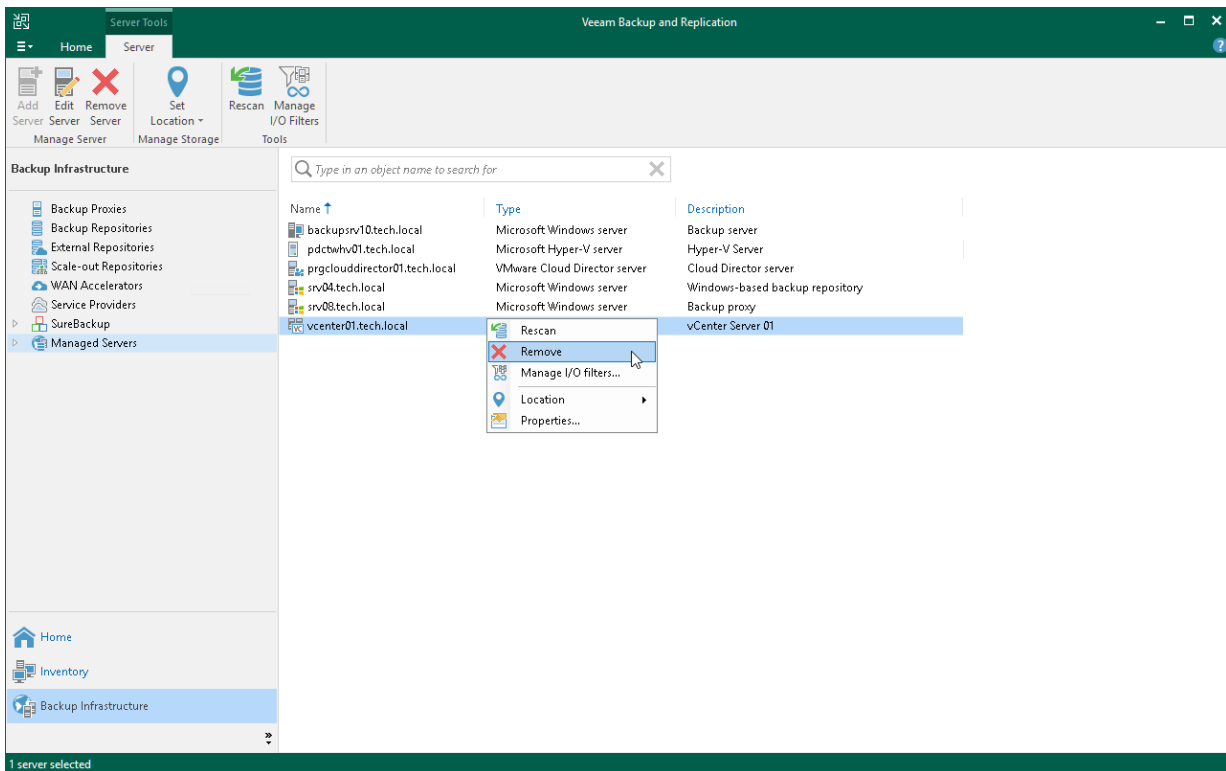 Server Tools
Veeam Backup and Replication
Home Server
Add Server
Edit Server
Remove Server
Set Location
Rescan
Manage I/O Filters
Manage Server
Manage Storage
Tools
Backup Infrastructure
Type in an object name to search for
Backup Proxies
Backup Repositories
External Repositories
Scale-out Repositories
WAN Accelerators
Service Providers
SureBackup
Managed Servers
Name Type Description
backupsrv10.tech.local Microsoft Windows server Backup server
pdctwhv01.tech.local Microsoft Hyper-V server Hyper-V Server
prgclouddirector01.tech.local VMware Cloud Director server Cloud Director server
srv04.tech.local Microsoft Windows server Windows-based backup repository
srv08.tech.local Microsoft Windows server Backup proxy
vcenter01.tech.local vCenter Server 01
Rescan
Remove
Manage I/O filters...
Location
Properties...
Home
Inventory
Backup Infrastructure
1 server selected